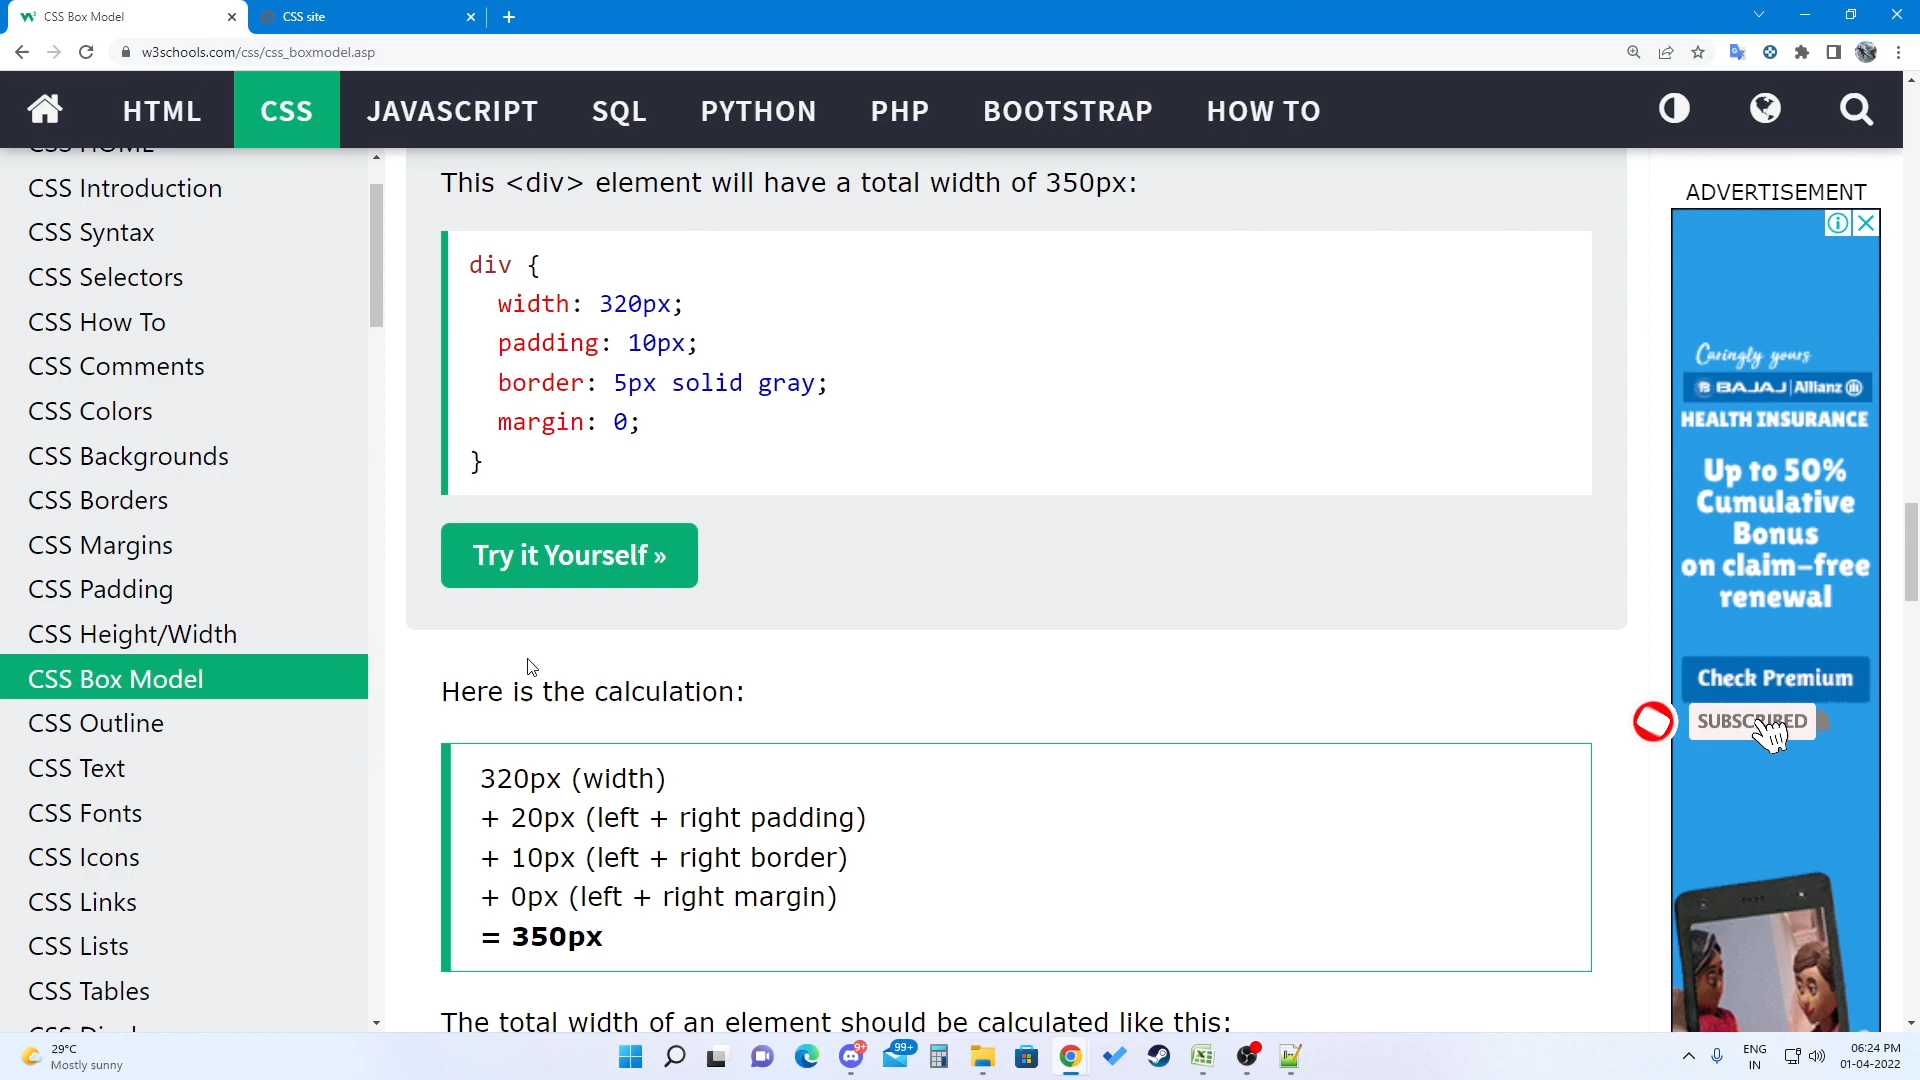 CSS Box Model
CSS site
w3schools.com/css/css_boxmodel.asp
HTML
CSS
JAVASCRIPT
SQL
PYTHON
PHP
BOOTSTRAP
HOW TO
CSS HOME
CSS Introduction
CSS Syntax
CSS Selectors
CSS How To
CSS Comments
CSS Colors
CSS Backgrounds
CSS Borders
CSS Margins
CSS Padding
CSS Height/Width
CSS Box Model
CSS Outline
CSS Text
CSS Fonts
CSS Icons
CSS Links
CSS Lists
CSS Tables
This <div> element will have a total width of 350px:
div {
width: 320px;
padding: 10px;
border: 5px solid gray;
margin: 0;
}
Try it Yourself »
Here is the calculation:
320px (width)
+ 20px (left + right padding)
+ 10px (left + right border)
+ 0px (left + right margin)
= 350px
The total width of an element should be calculated like this:
ADVERTISEMENT
Caringly yours
BAJAJ | Allianz
HEALTH INSURANCE
Up to 50%
Cumulative
Bonus
on claim-free
renewal
Check Premium
SUBSCRIBED
29°C
Mostly sunny
9+
99+
ENG
IN
06:24 PM
01-04-2022